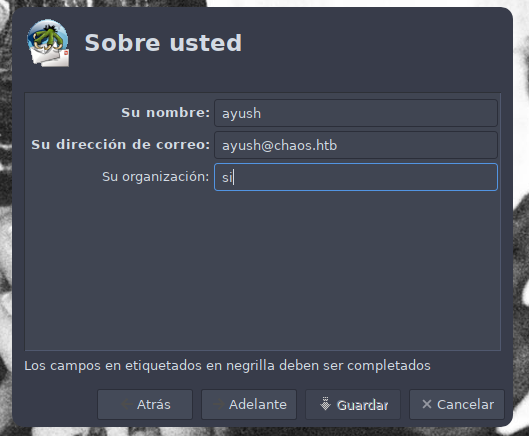 Sobre usted
Su nombre: ayush
Su dirección de correo: ayush@chaos.htb
Su organización: si
Los campos en etiquetados en negrilla deben ser completados
Atrás Adelante Guardar Cancelar